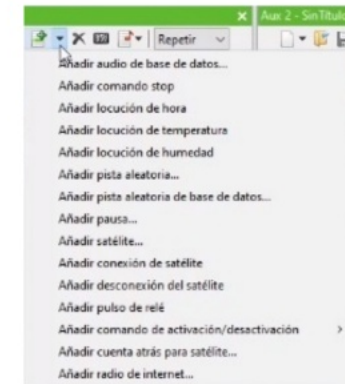 Aux 2 - Sin Título
Repetir
Añadir audio de base de datos...
Añadir comando stop
Añadir locución de hora
Añadir locución de temperatura
Añadir locución de humedad
Añadir pista aleatoria...
Añadir pista aleatoria de base de datos...
Añadir pausa...
Añadir satélite...
Añadir conexión de satélite
Añadir desconexión del satélite
Añadir pulso de relé
Añadir comando de activación/desactivación
Añadir cuenta atrás para satélite...
Añadir radio de internet...